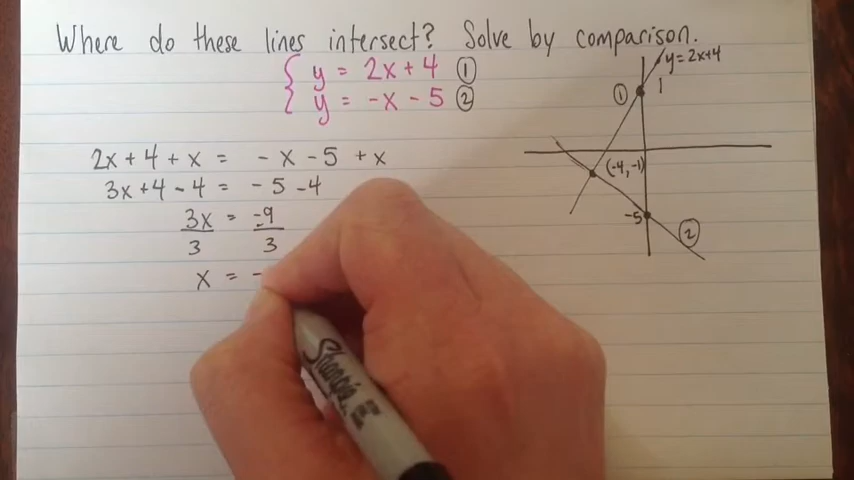 Where do these lines intersect? Solve by comparison.
y = 2x + 4 ①
y = -x - 5 ②
2x + 4 + x = - x - 5 + x
3x + 4 - 4 = - 5 - 4
3x = -9
3 3
x = -
y = 2x+4
① 1
(-4,-1)
-5
②
Sharpie